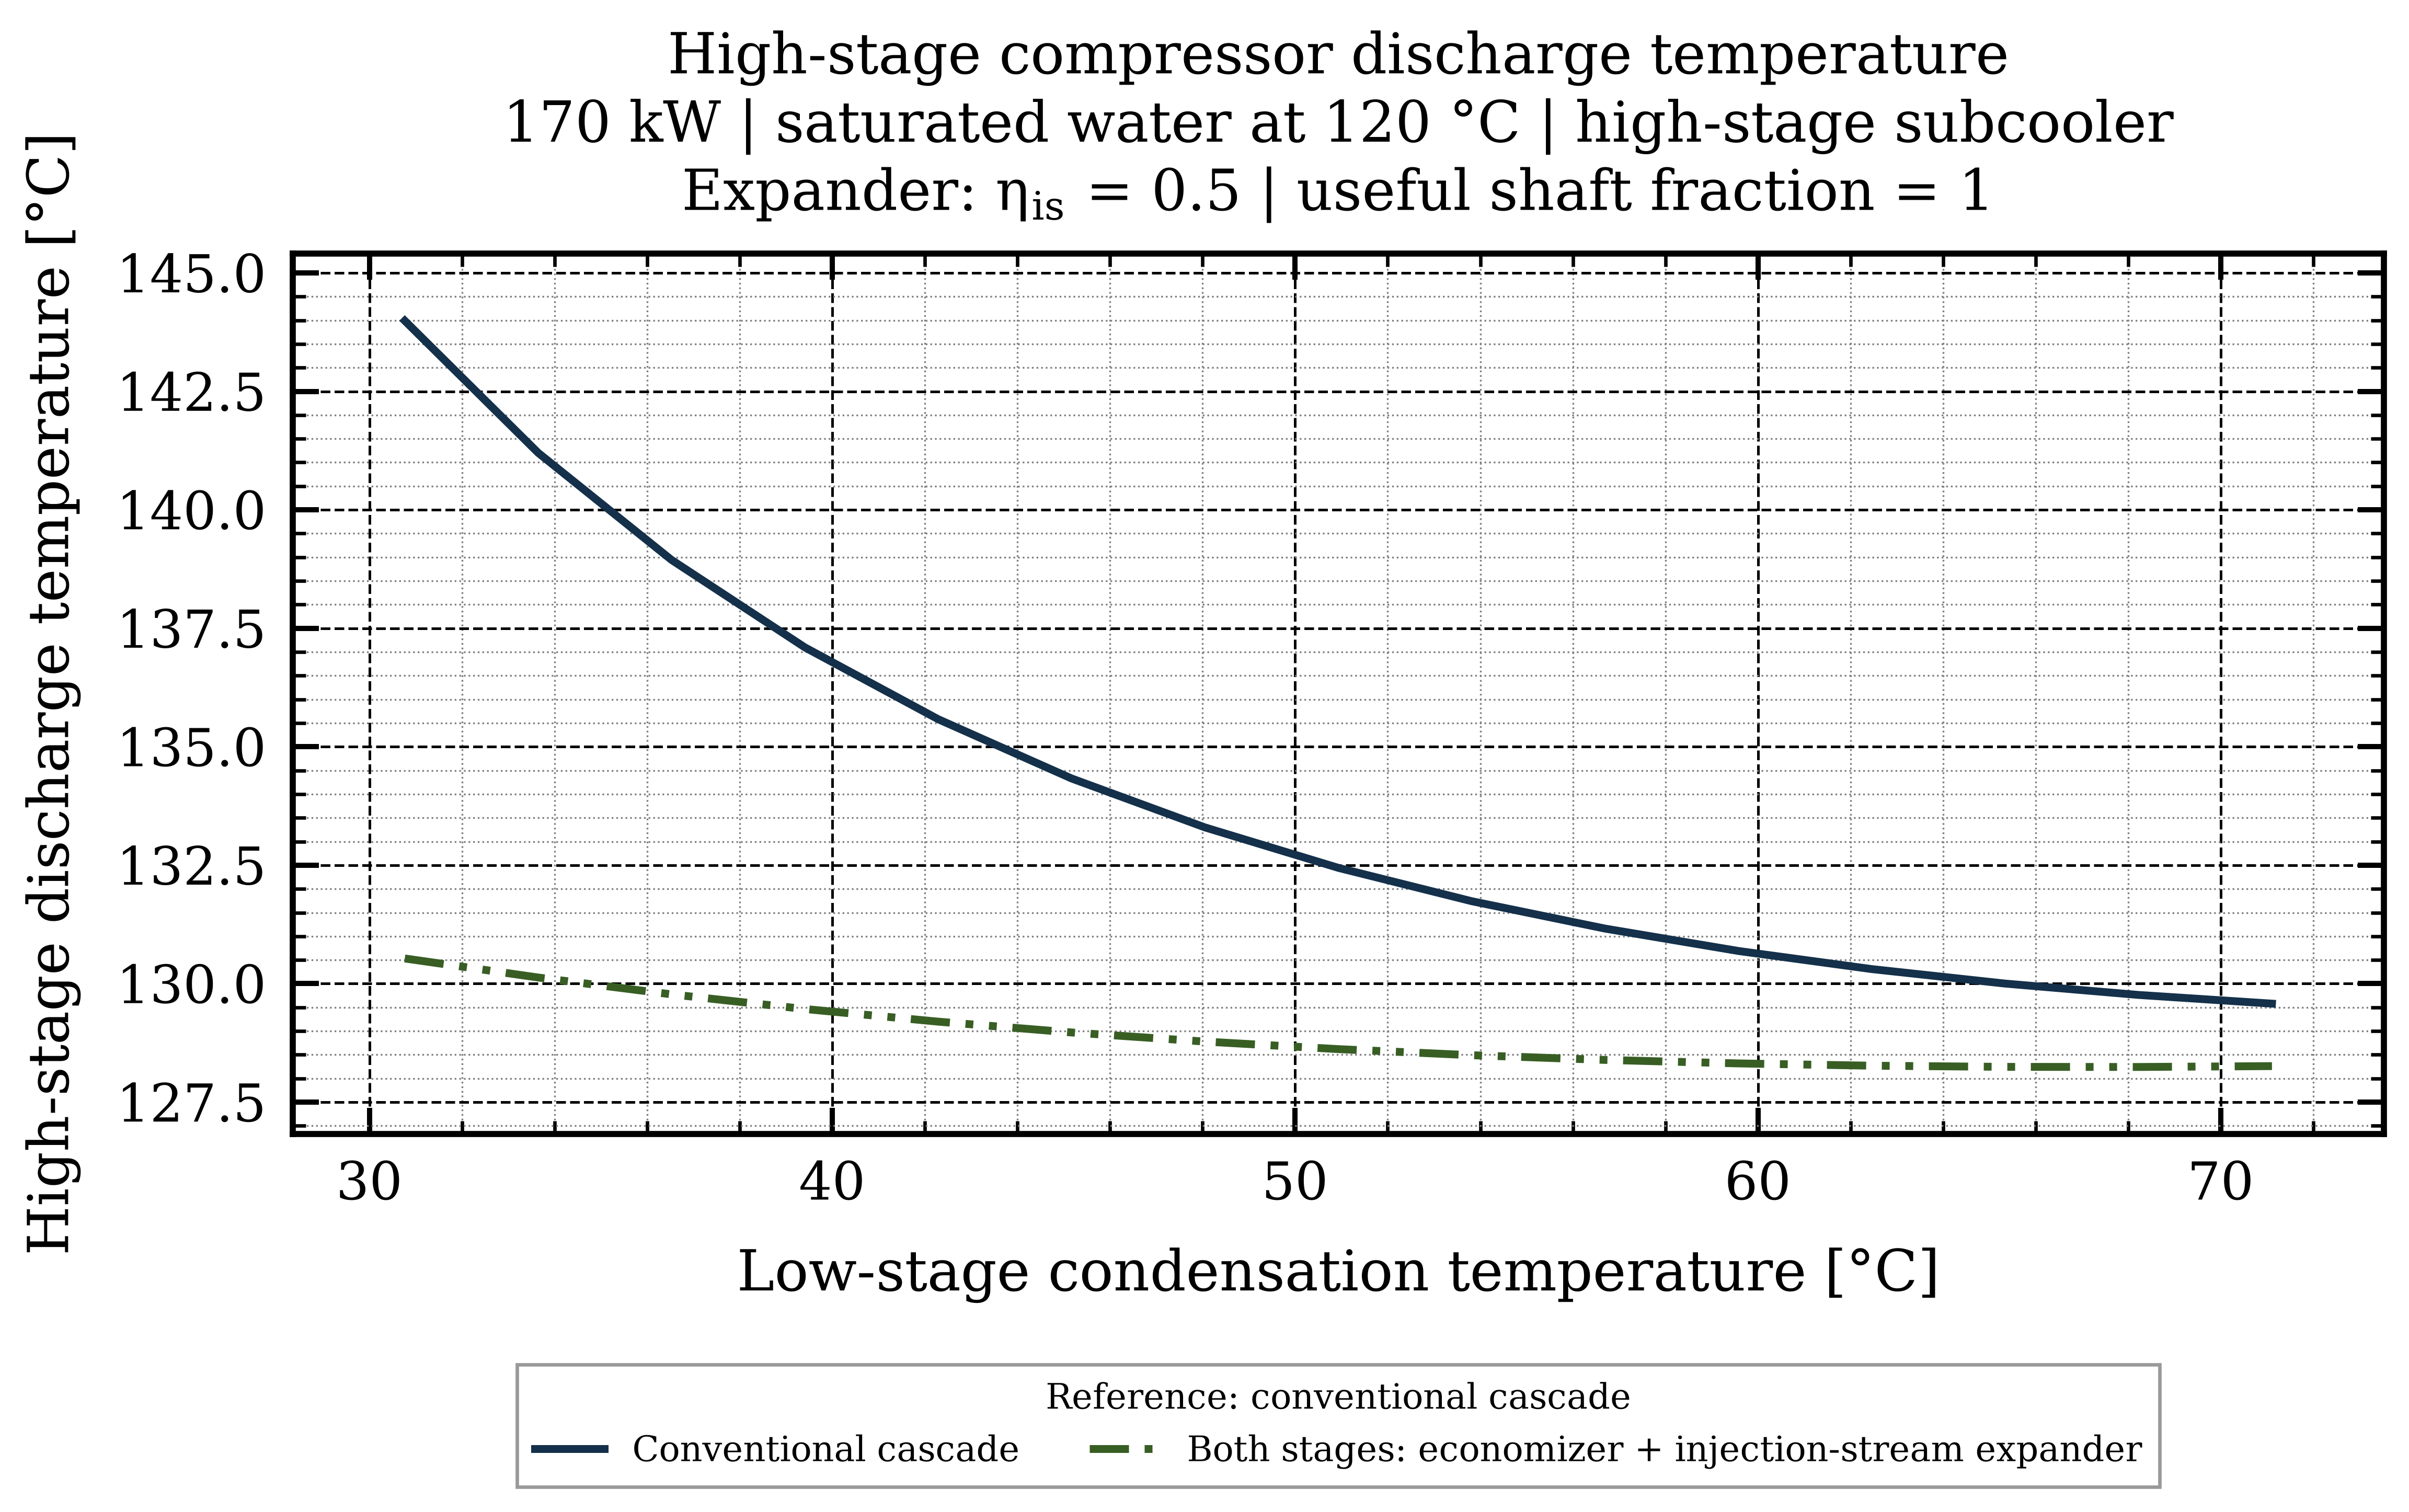 High-stage compressor discharge temperature
170 kW | saturated water at 120 °C | high-stage subcooler
Expander: ηis = 0.5 | useful shaft fraction = 1
High-stage discharge temperature [°C]
145.0
142.5
140.0
137.5
135.0
132.5
130.0
127.5
30 40 50 60 70
Low-stage condensation temperature [°C]
Reference: conventional cascade
Conventional cascade Both stages: economizer + injection-stream expander